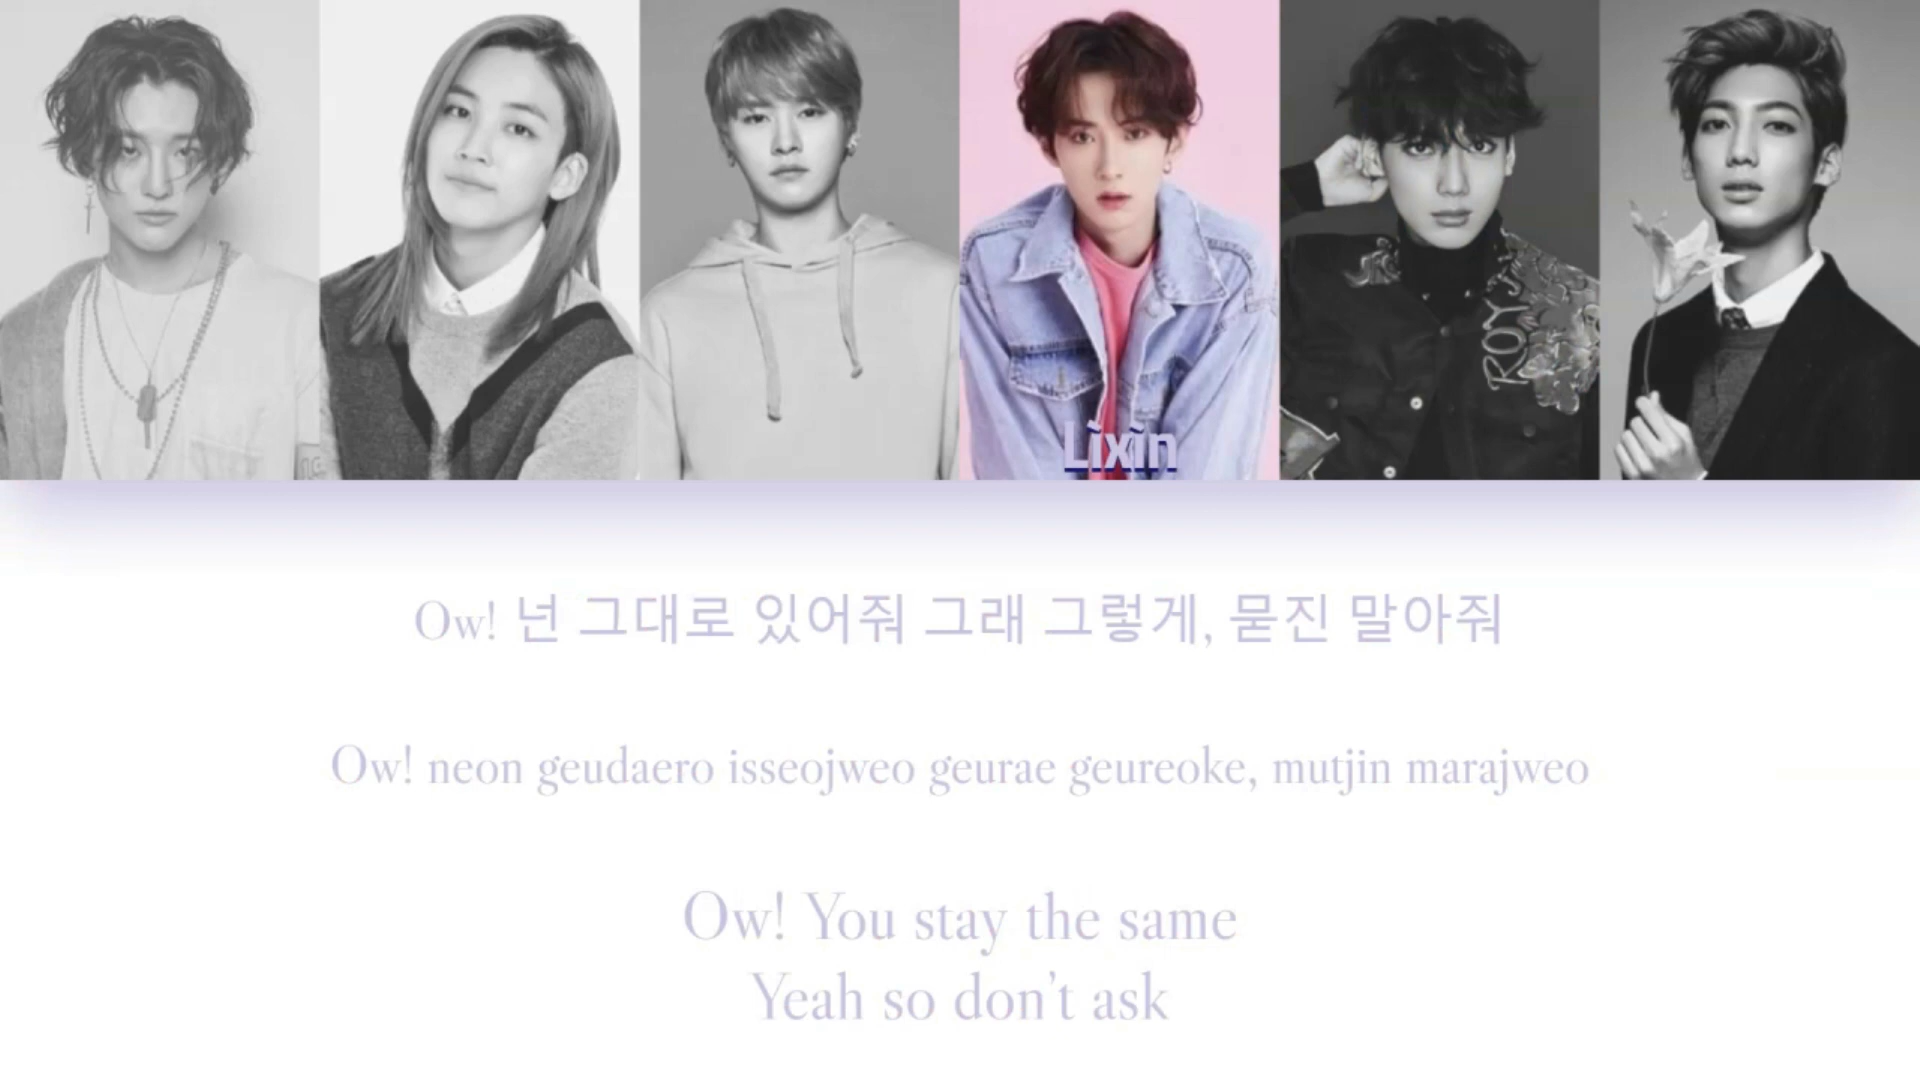 Lixin
ROY
Ow! 넌 그대로 있어줘 그래 그렇게, 묻진 말아줘
Ow! neon geudaero isseojweo geurae geureoke, mutjin marajweo
Ow! You stay the same
Yeah so don't ask